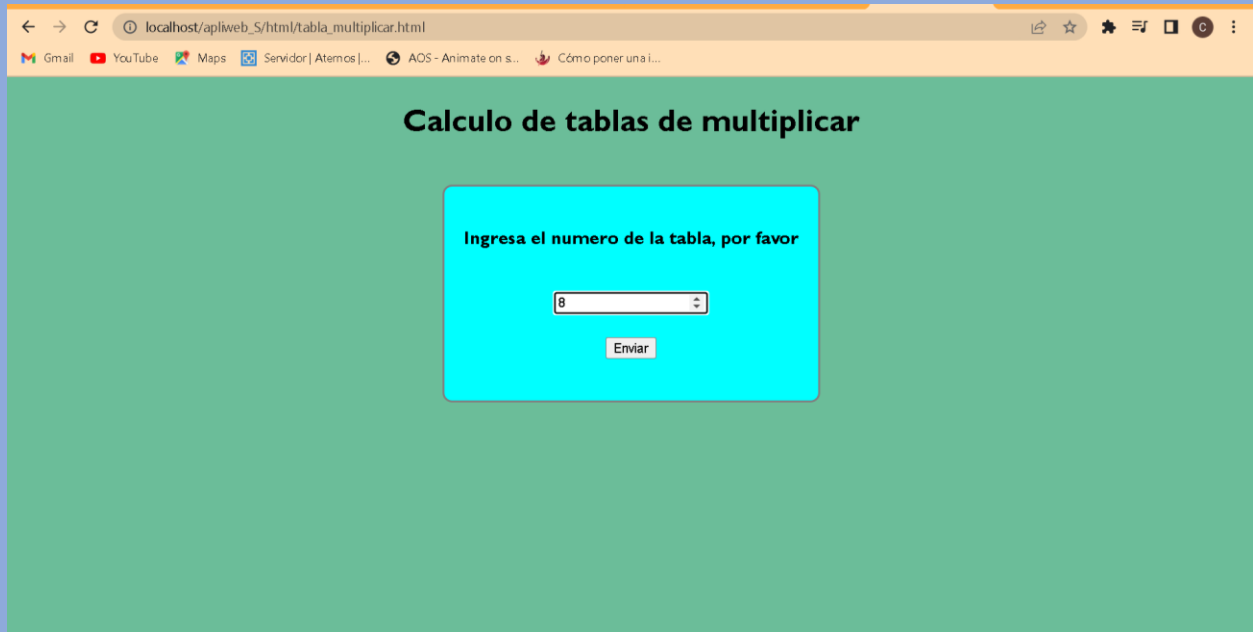 localhost/apliweb_S/html/tabla_multiplicar.html
C
Gmail YouTube Maps Servidor | Aternos |... AOS - Animate on s... Cómo poner una i...
Calculo de tablas de multiplicar
Ingresa el numero de la tabla, por favor
8
Enviar